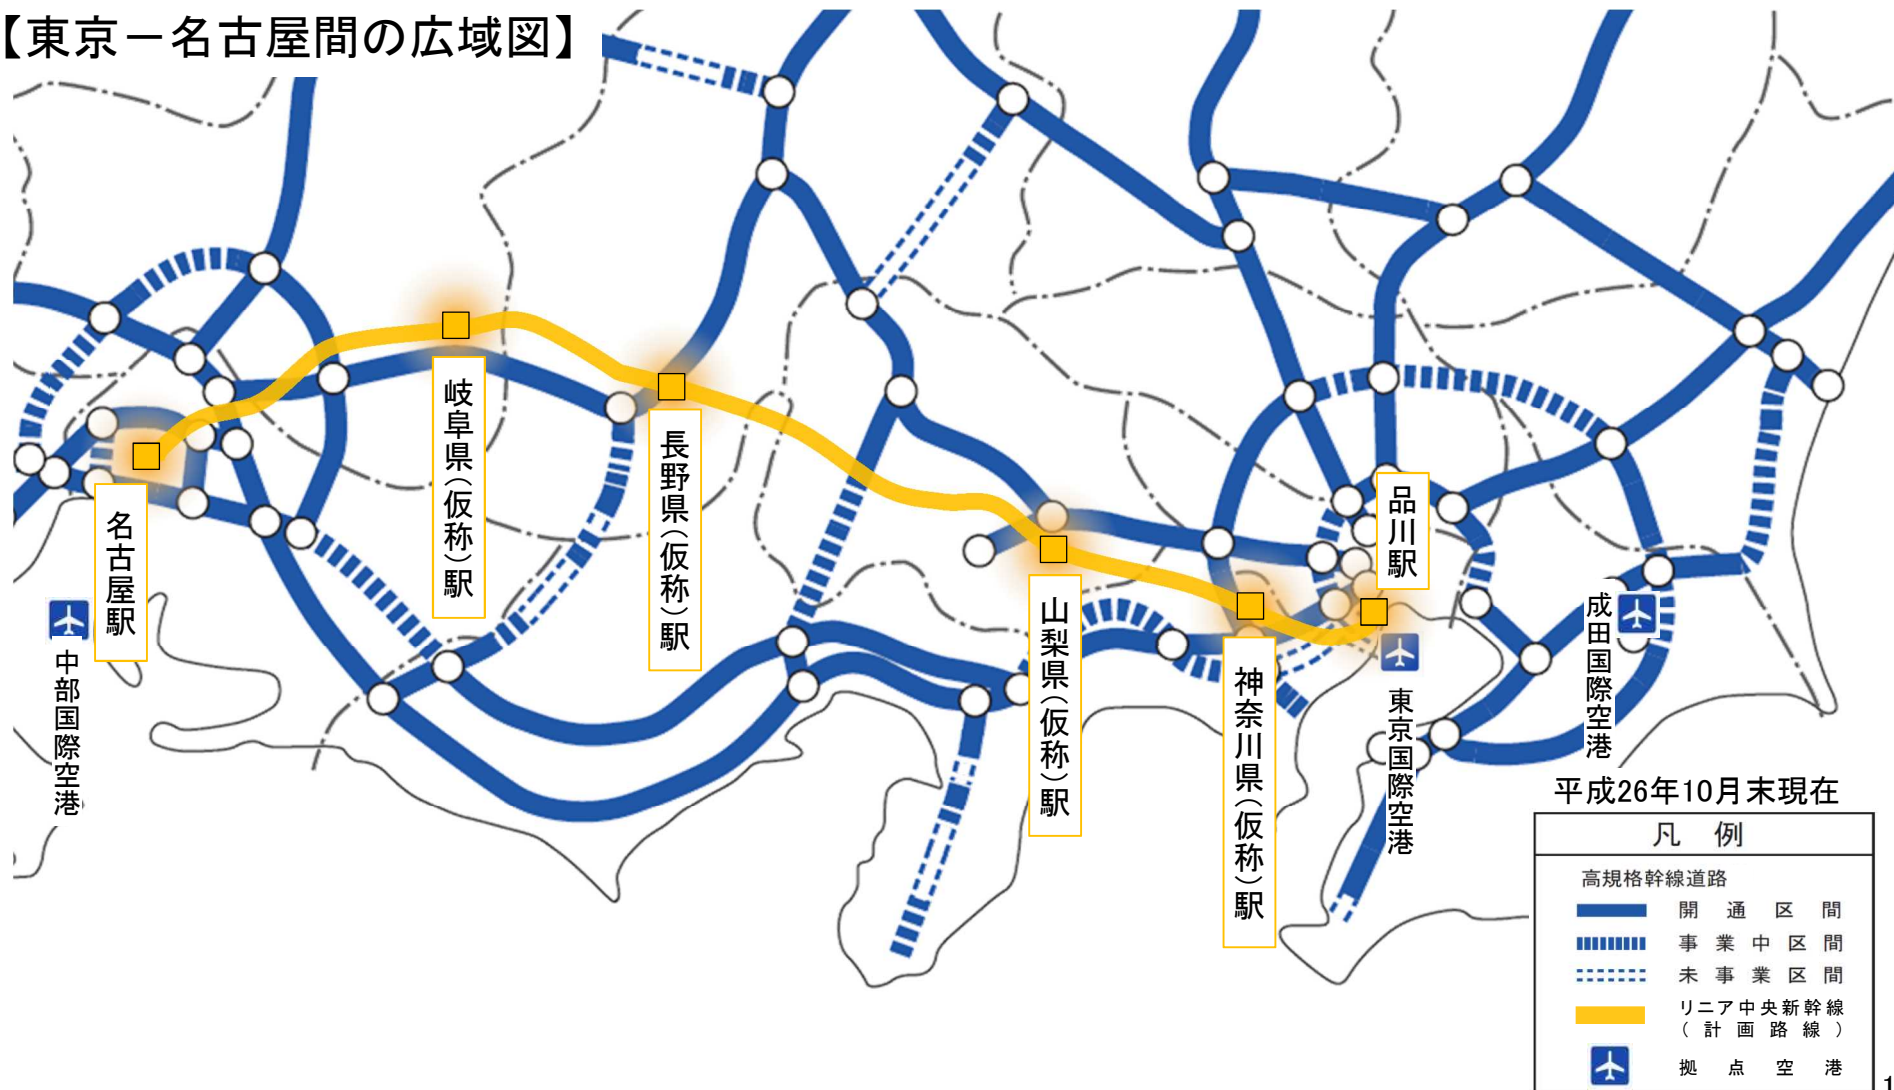 【東京－名古屋間の広域図】
名古屋駅
岐阜県（仮称）駅
長野県（仮称）駅
山梨県（仮称）駅
神奈川県（仮称）駅
品川駅
中部国際空港
東京国際空港
成田国際空港
平成26年10月末現在
凡 例
高規格幹線道路
開通区間
事業中区間
未事業区間
リニア中央新幹線
（計画路線）
拠点空港
1